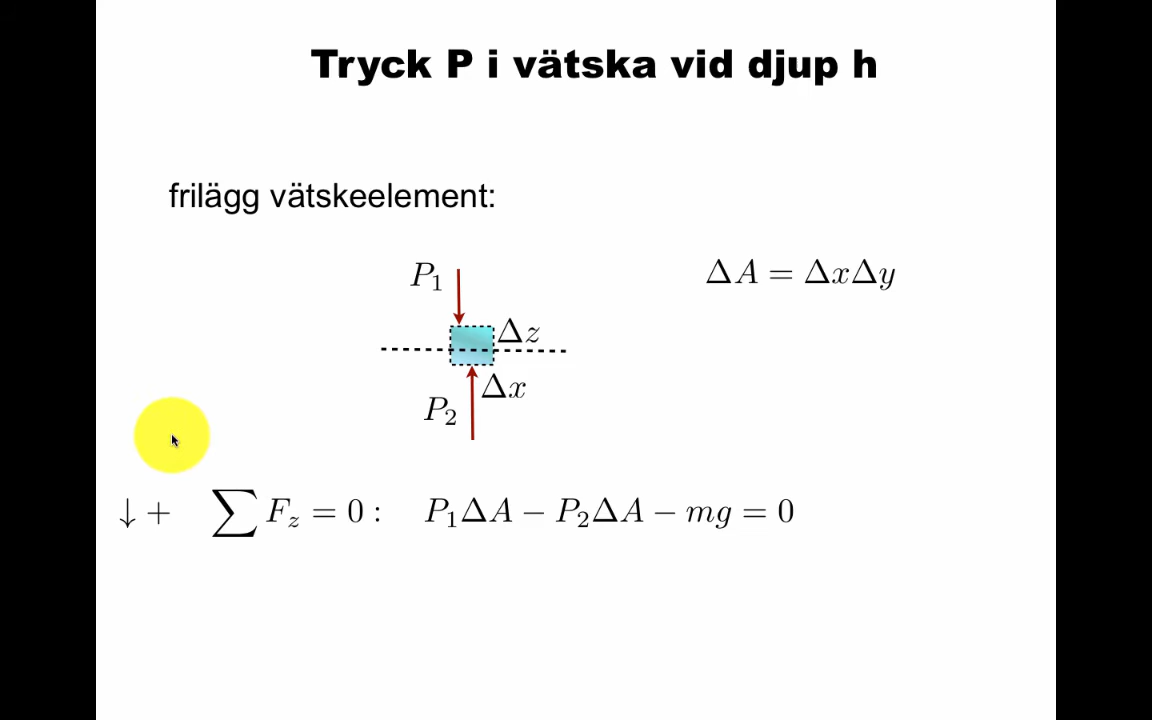 Tryck P i vätska vid djup h
frilägg vätskeelement:
P₁
ΔA = ΔxΔy
Δz
Δx
P₂
↓ + ∑ F_z = 0 : P₁ΔA − P₂ΔA − mg = 0